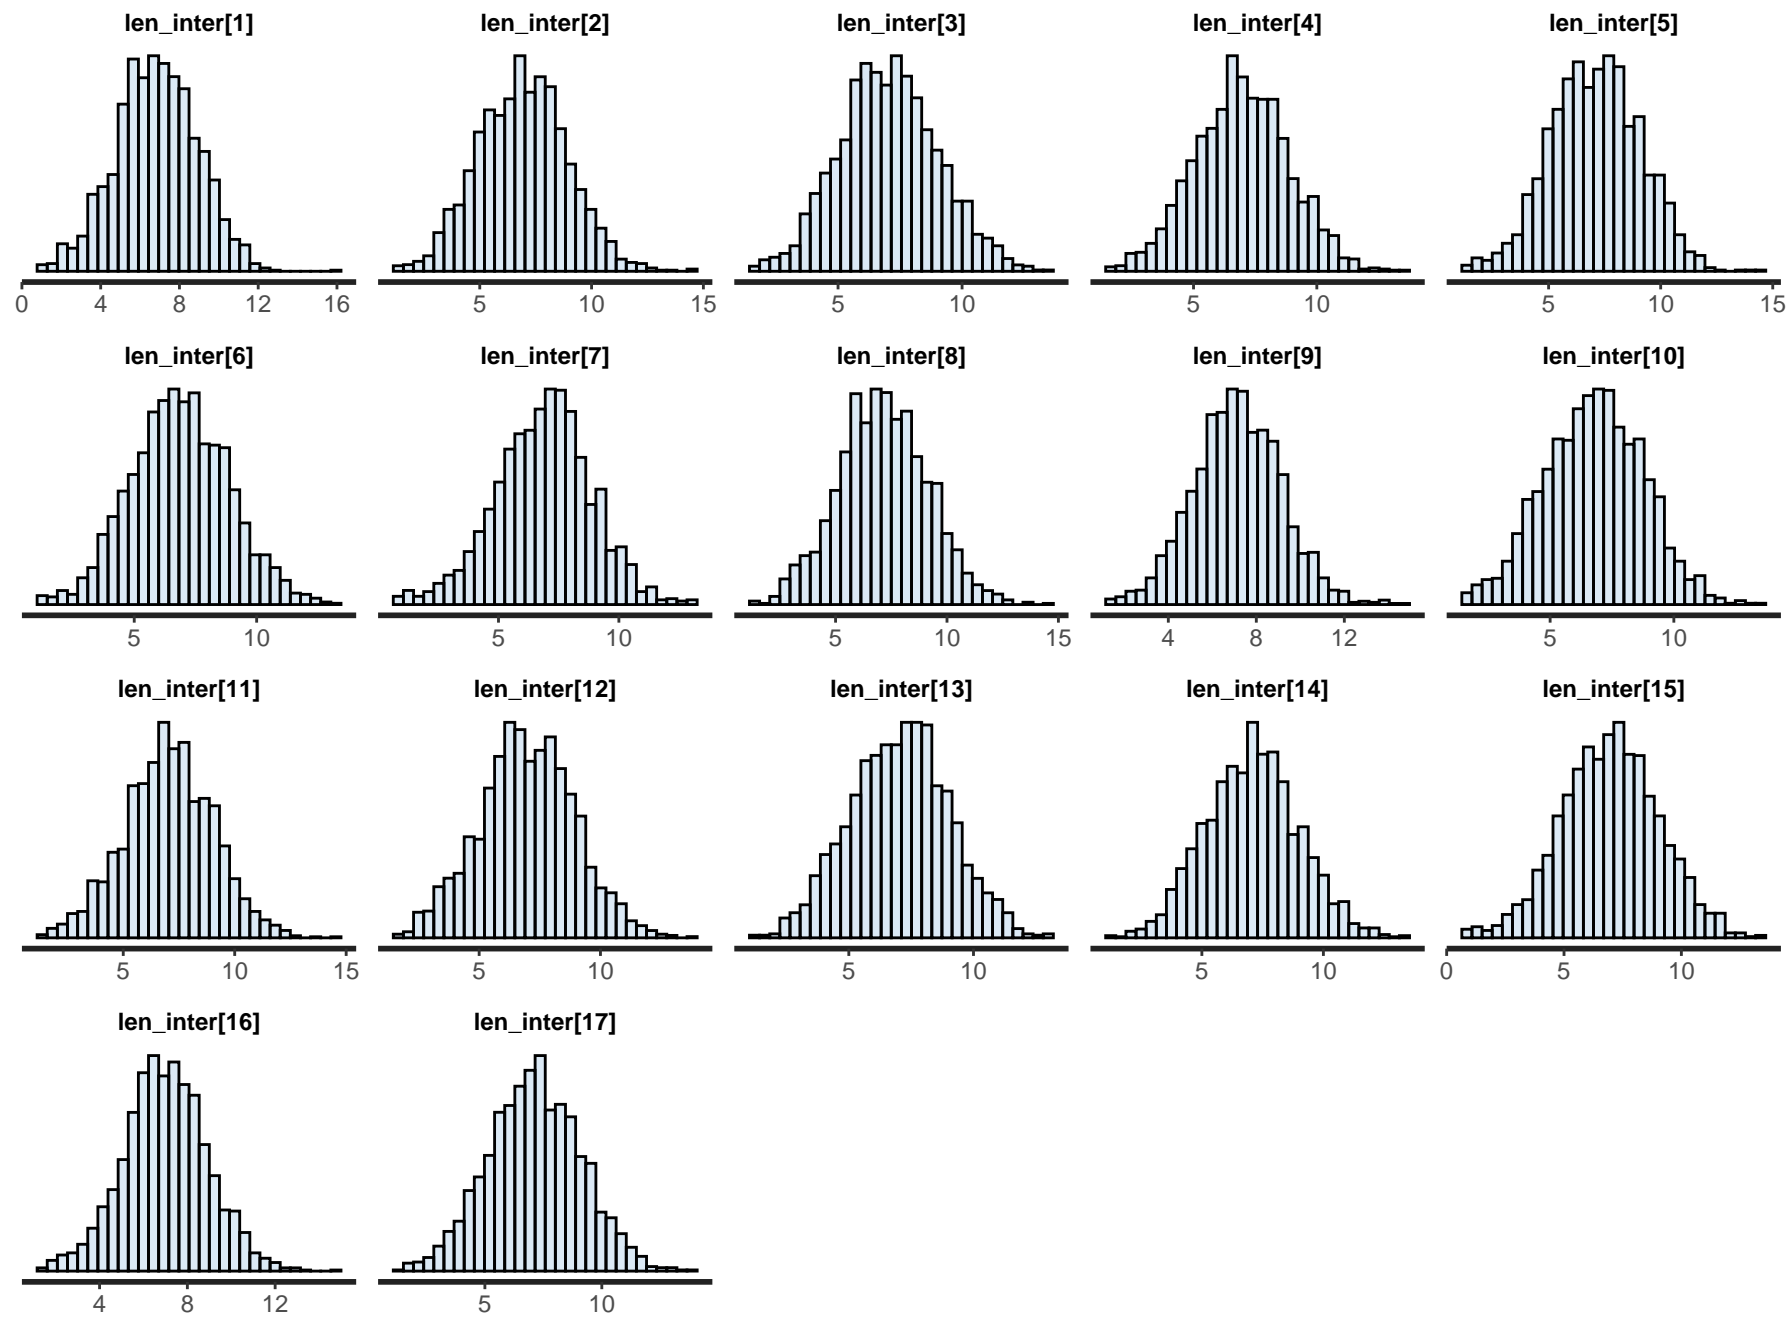 len_inter[1] len_inter[2] len_inter[3] len_inter[4] len_inter[5]
0 4 8 12 16 5 10 15 5 10 5 10 5 10 15
len_inter[6] len_inter[7] len_inter[8] len_inter[9] len_inter[10]
5 10 5 10 5 10 15 4 8 12 5 10
len_inter[11] len_inter[12] len_inter[13] len_inter[14] len_inter[15]
5 10 15 5 10 5 10 5 10 0 5 10
len_inter[16] len_inter[17]
4 8 12 5 10